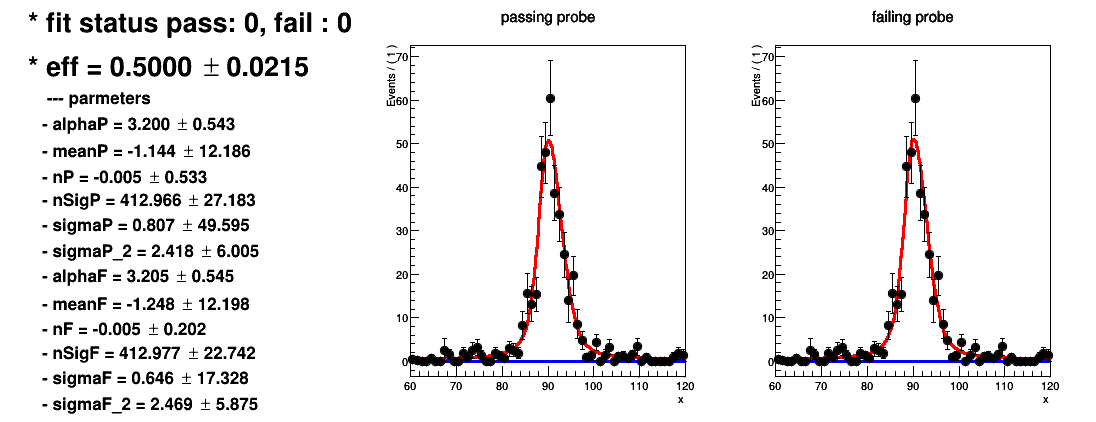 * fit status pass: 0, fail : 0
* eff = 0.5000 ± 0.0215
--- parmeters
- alphaP = 3.200 ± 0.543
- meanP = -1.144 ± 12.186
- nP = -0.005 ± 0.533
- nSigP = 412.966 ± 27.183
- sigmaP = 0.807 ± 49.595
- sigmaP_2 = 2.418 ± 6.005
- alphaF = 3.205 ± 0.545
- meanF = -1.248 ± 12.198
- nF = -0.005 ± 0.202
- nSigF = 412.977 ± 22.742
- sigmaF = 0.646 ± 17.328
- sigmaF_2 = 2.469 ± 5.875
passing probe
Events / ( 1 )
70
60
50
40
30
20
10
0
60 70 80 90 100 110 120
x
failing probe
Events / ( 1 )
70
60
50
40
30
20
10
0
60 70 80 90 100 110 120
x